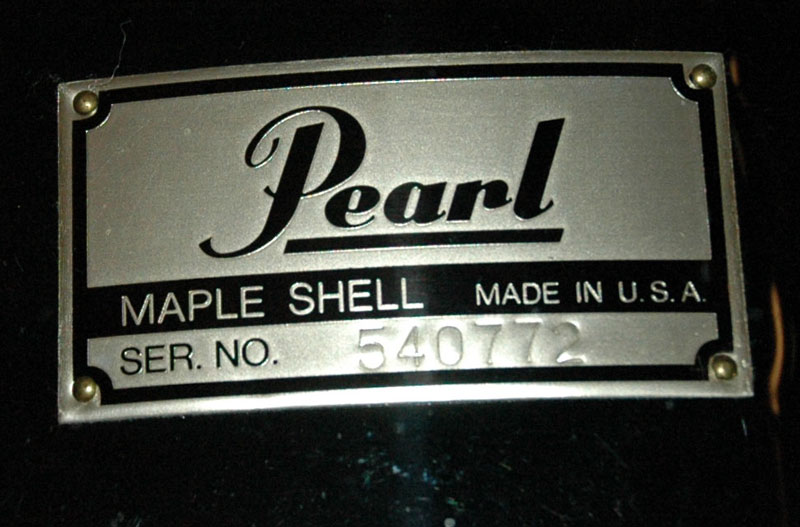 Pearl
MAPLE SHELL MADE IN U.S.A.
SER. NO. 540772